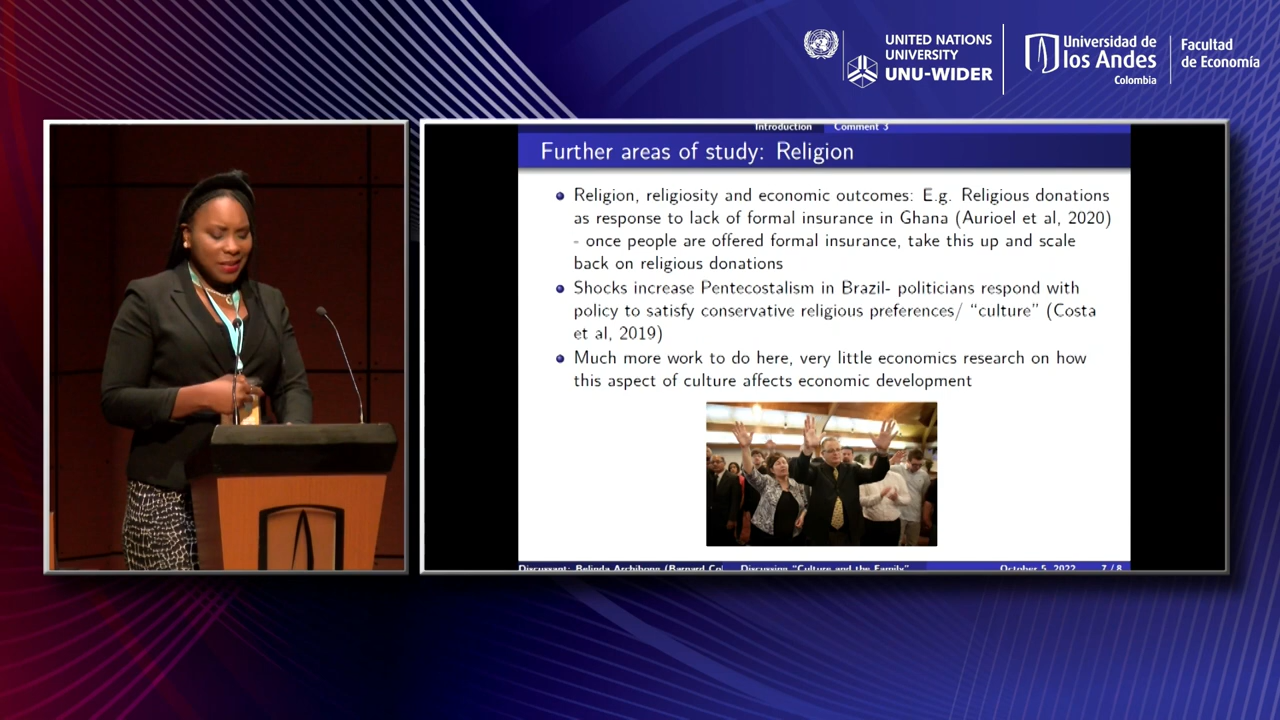 UNITED NATIONS
UNIVERSITY
UNU-WIDER
Universidad de
los Andes
Colombia
Facultad
de Economía
Introduction Comment 3
Further areas of study: Religion
Religion, religiosity and economic outcomes: E.g. Religious donations
as response to lack of formal insurance in Ghana (Aurioel et al, 2020)
- once people are offered formal insurance, take this up and scale
back on religious donations
Shocks increase Pentecostalism in Brazil- politicians respond with
policy to satisfy conservative religious preferences/ “culture” (Costa
et al, 2019)
Much more work to do here, very little economics research on how
this aspect of culture affects economic development
Discussant: Belinda Archibong (Barnard Col Discussing “Culture and the Family” October 5, 2022 7 / 8